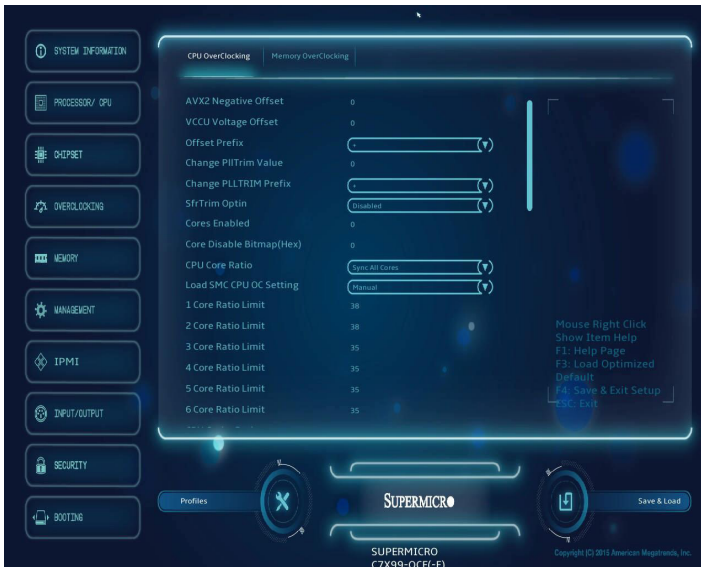 SYSTEM INFORMATION
PROCESSOR/ CPU
CHIPSET
OVERCLOCKING
MEMORY
MANAGEMENT
IPMI
INPUT/OUTPUT
SECURITY
BOOTING
CPU OverClocking
Memory OverClocking
AVX2 Negative Offset 0
VCCU Voltage Offset 0
Offset Prefix +
Change PllTrim Value 0
Change PLLTRIM Prefix +
SfrTrim Optin Disabled
Cores Enabled 0
Core Disable Bitmap(Hex) 0
CPU Core Ratio Sync All Cores
Load SMC CPU OC Setting Manual
1 Core Ratio Limit 38
2 Core Ratio Limit 38
3 Core Ratio Limit 35
4 Core Ratio Limit 35
5 Core Ratio Limit 35
6 Core Ratio Limit 35
Mouse Right Click
Show Item Help
F1: Help Page
F3: Load Optimized
Default
F4: Save & Exit Setup
ESC: Exit
Profiles
SUPERMICRO
Save & Load
SUPERMICRO
C7X99-OCE(-F)
Copyright (C) 2015 American Megatrends, Inc.